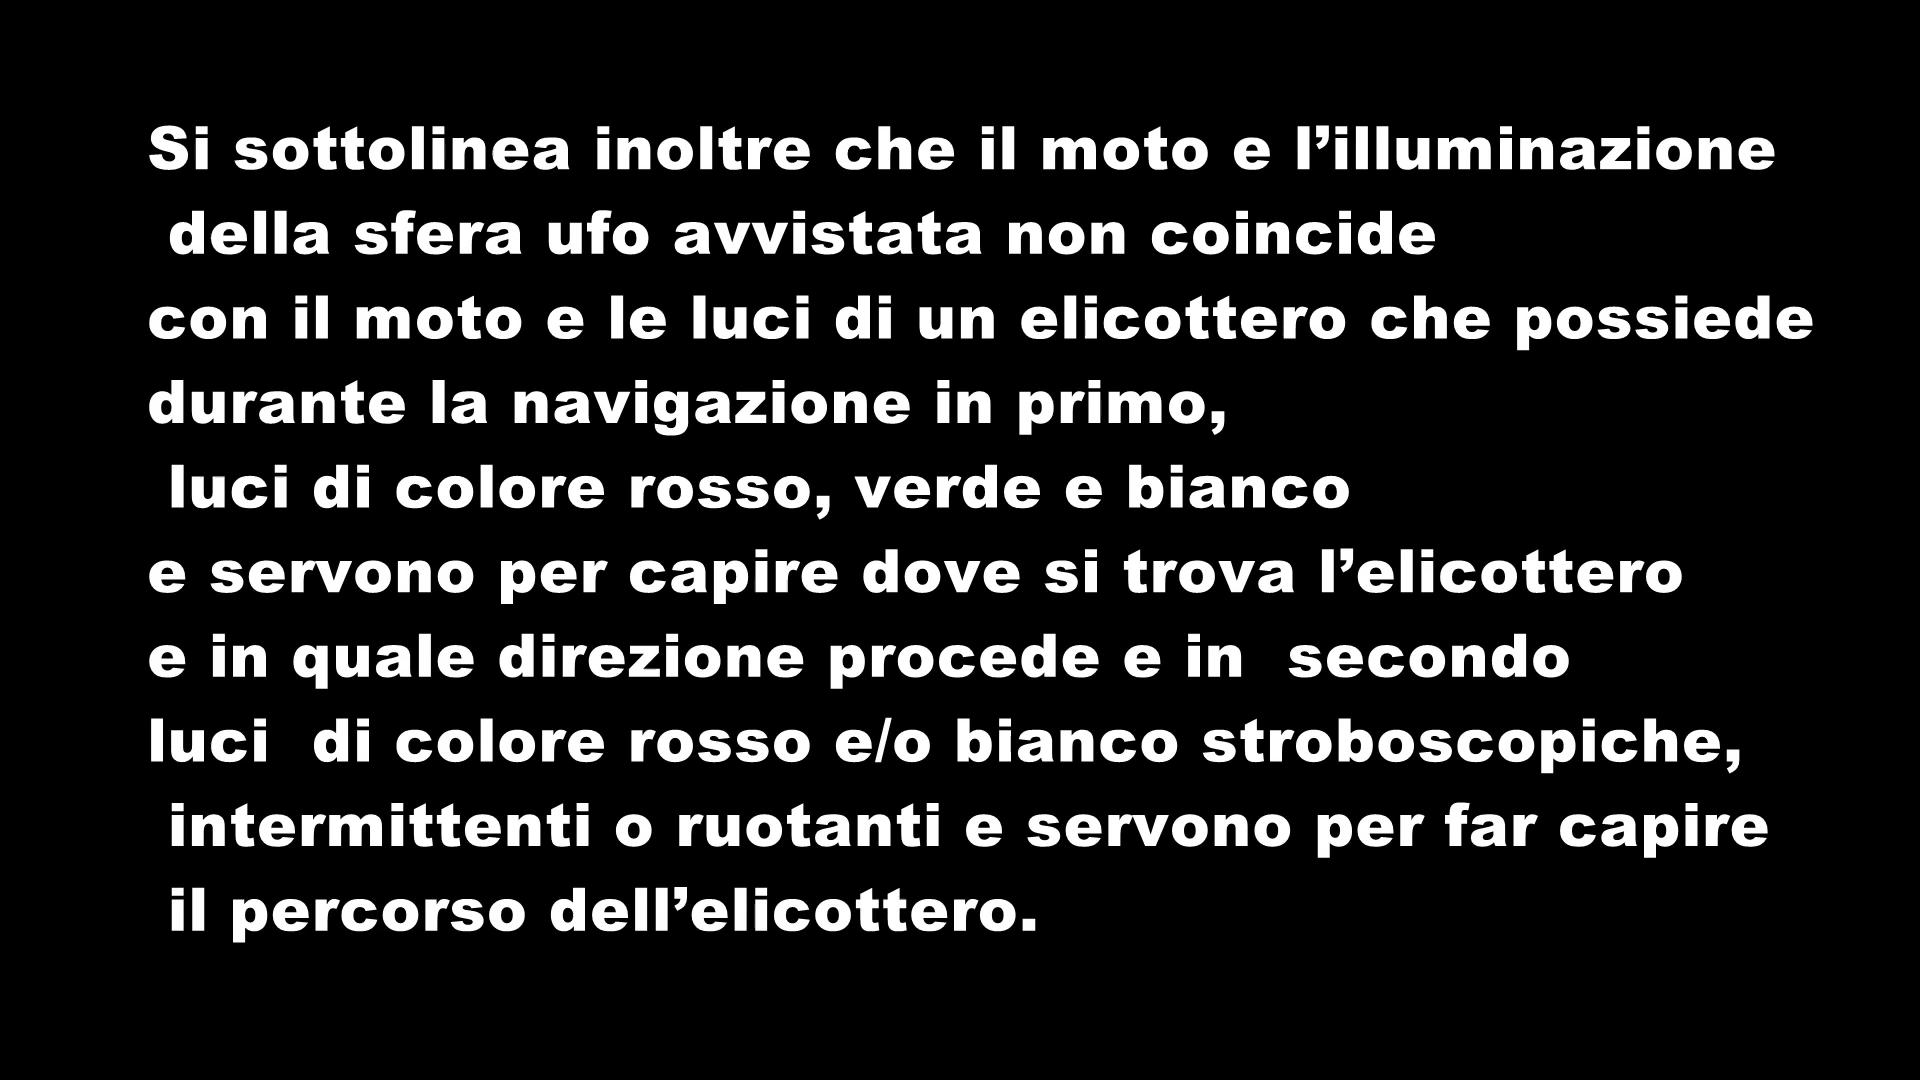 Si sottolinea inoltre che il moto e l’illuminazione
della sfera ufo avvistata non coincide
con il moto e le luci di un elicottero che possiede
durante la navigazione in primo,
luci di colore rosso, verde e bianco
e servono per capire dove si trova l’elicottero
e in quale direzione procede e in  secondo
luci  di colore rosso e/o bianco stroboscopiche,
intermittenti o ruotanti e servono per far capire
il percorso dell’elicottero.